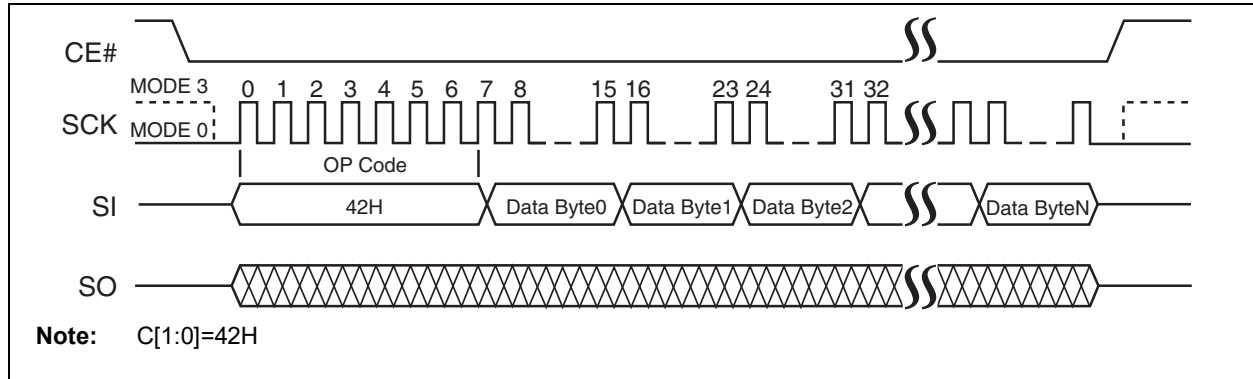 CE#
MODE 3 0 1 2 3 4 5 6 7 8 15 16 23 24 31 32
SCK MODE 0
OP Code
SI 42H Data Byte0 Data Byte1 Data Byte2 Data ByteN
SO
Note: C[1:0]=42H